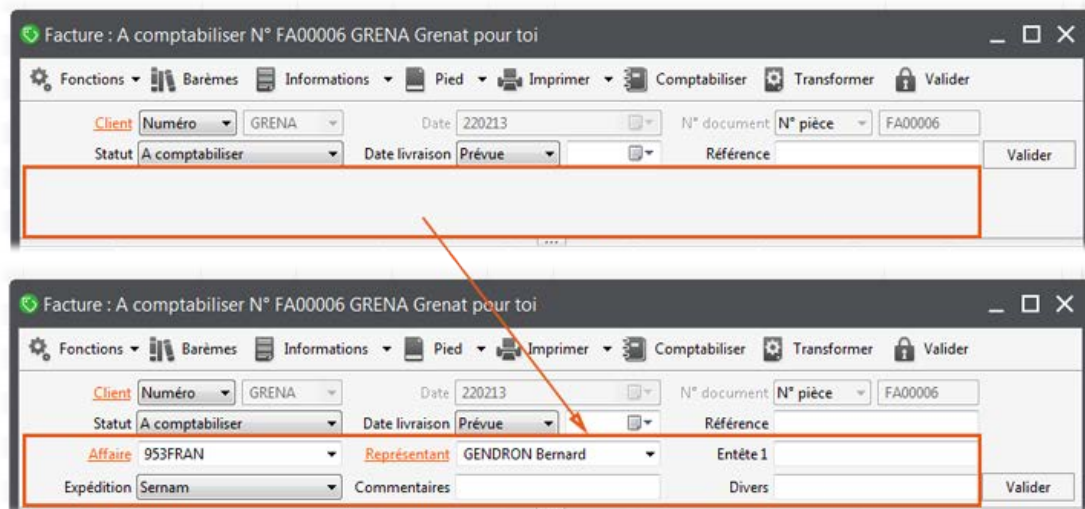 Facture : A comptabiliser N° FA00006 GRENA Grenat pour toi
Fonctions Barèmes Informations Pied Imprimer Comptabiliser Transformer Valider
Client Numéro GRENA Date 220213 N° document N° pièce FA00006
Statut A comptabiliser Date livraison Prévue Référence Valider
Facture : A comptabiliser N° FA00006 GRENA Grenat pour toi
Fonctions Barèmes Informations Pied Imprimer Comptabiliser Transformer Valider
Client Numéro GRENA Date 220213 N° document N° pièce FA00006
Statut A comptabiliser Date livraison Prévue Référence
Affaire 953FRAN Représentant GENDRON Bernard Entête 1
Expédition Sernam Commentaires Divers Valider